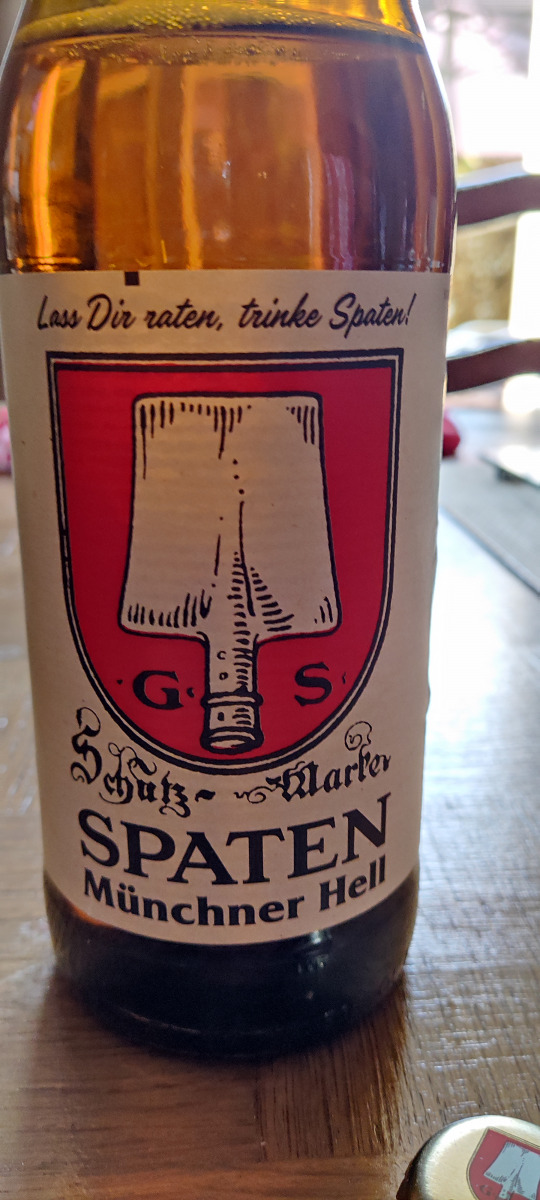 Lass Dir raten, trinke Spaten!
·G· S·
Schutz- Marke
SPATEN
Münchner Hell